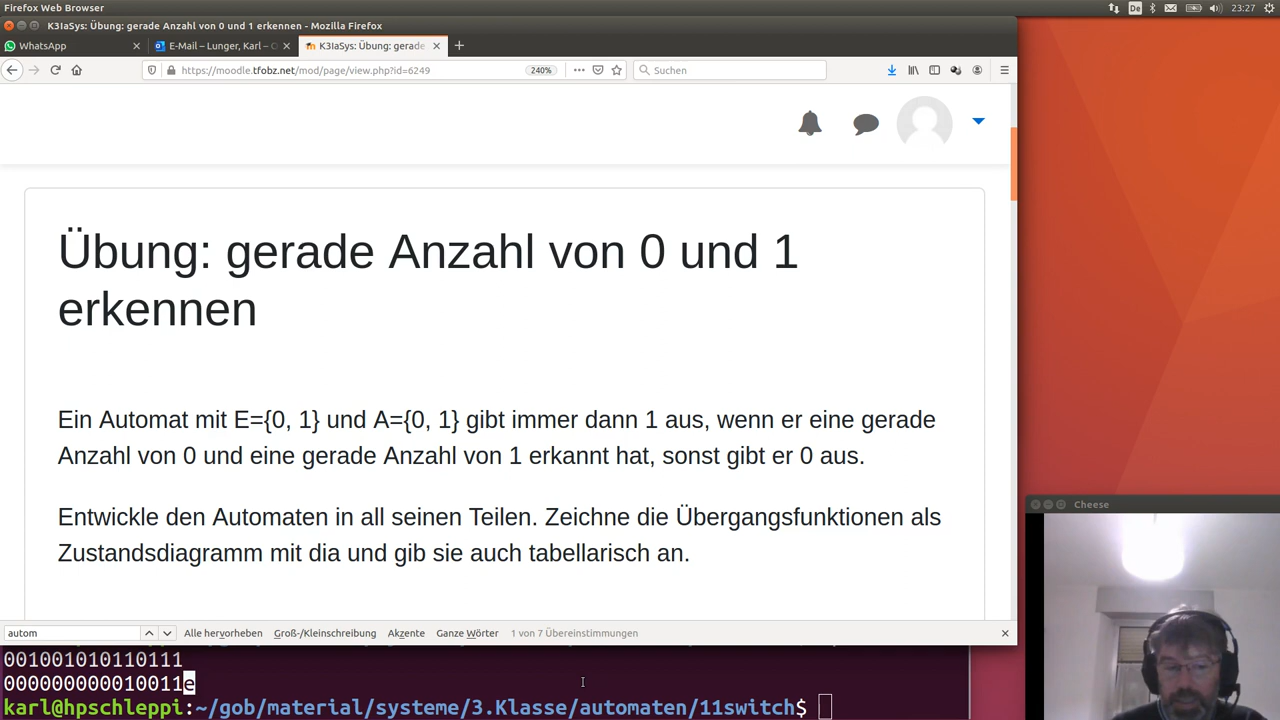 Firefox Web Browser
De
23:27
K3IaSys: Übung: gerade Anzahl von 0 und 1 erkennen - Mozilla Firefox
WhatsApp
E-Mail – Lunger, Karl – O
K3IaSys: Übung: gerade
https://moodle.tfobz.net/mod/page/view.php?id=6249
240%
Suchen
Übung: gerade Anzahl von 0 und 1
erkennen
Ein Automat mit E={0, 1} und A={0, 1} gibt immer dann 1 aus, wenn er eine gerade
Anzahl von 0 und eine gerade Anzahl von 1 erkannt hat, sonst gibt er 0 aus.
Entwickle den Automaten in all seinen Teilen. Zeichne die Übergangsfunktionen als
Zustandsdiagramm mit dia und gib sie auch tabellarisch an.
Cheese
autom
Alle hervorheben
Groß-/Kleinschreibung
Akzente
Ganze Wörter
1 von 7 Übereinstimmungen
001001010110111
000000000010011e
karl@hpschleppi:~/gob/material/systeme/3.Klasse/automaten/11switch$